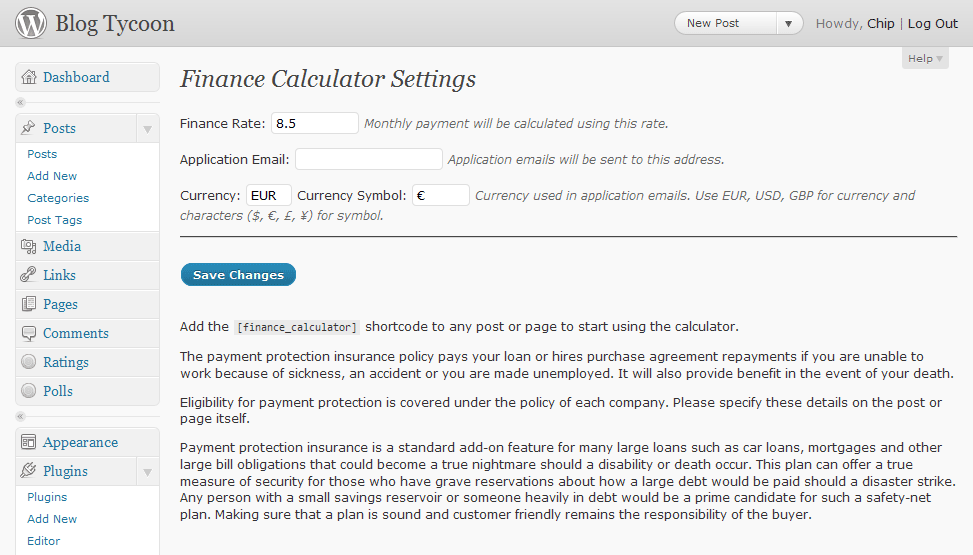 Blog Tycoon
New Post
Howdy, Chip | Log Out
Help
Dashboard
Posts
Posts
Add New
Categories
Post Tags
Media
Links
Pages
Comments
Ratings
Polls
Appearance
Plugins
Plugins
Add New
Editor
Finance Calculator Settings
Finance Rate: 8.5 Monthly payment will be calculated using this rate.
Application Email: Application emails will be sent to this address.
Currency: EUR Currency Symbol: € Currency used in application emails. Use EUR, USD, GBP for currency and
characters ($, €, £, ¥) for symbol.
Save Changes
Add the [finance_calculator] shortcode to any post or page to start using the calculator.
The payment protection insurance policy pays your loan or hires purchase agreement repayments if you are unable to
work because of sickness, an accident or you are made unemployed. It will also provide benefit in the event of your death.
Eligibility for payment protection is covered under the policy of each company. Please specify these details on the post or
page itself.
Payment protection insurance is a standard add-on feature for many large loans such as car loans, mortgages and other
large bill obligations that could become a true nightmare should a disability or death occur. This plan can offer a true
measure of security for those who have grave reservations about how a large debt would be paid should a disaster strike.
Any person with a small savings reservoir or someone heavily in debt would be a prime candidate for such a safety-net
plan. Making sure that a plan is sound and customer friendly remains the responsibility of the buyer.